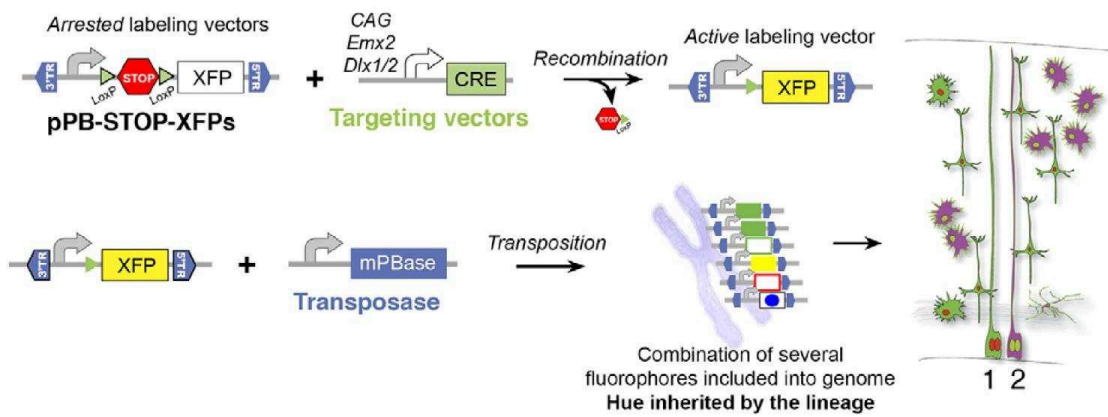 Arrested labeling vectors
3'TR
LoxP
STOP
LoxP
XFP
5'TR
pPB-STOP-XFPs
+
CAG
Emx2
Dlx1/2
CRE
Targeting vectors
Recombination
STOP
LoxP
Active labeling vector
3'TR
XFP
5'TR
3'TR
XFP
5'TR
+
mPBase
Transposase
Transposition
Combination of several
fluorophores included into genome
Hue inherited by the lineage
1 2